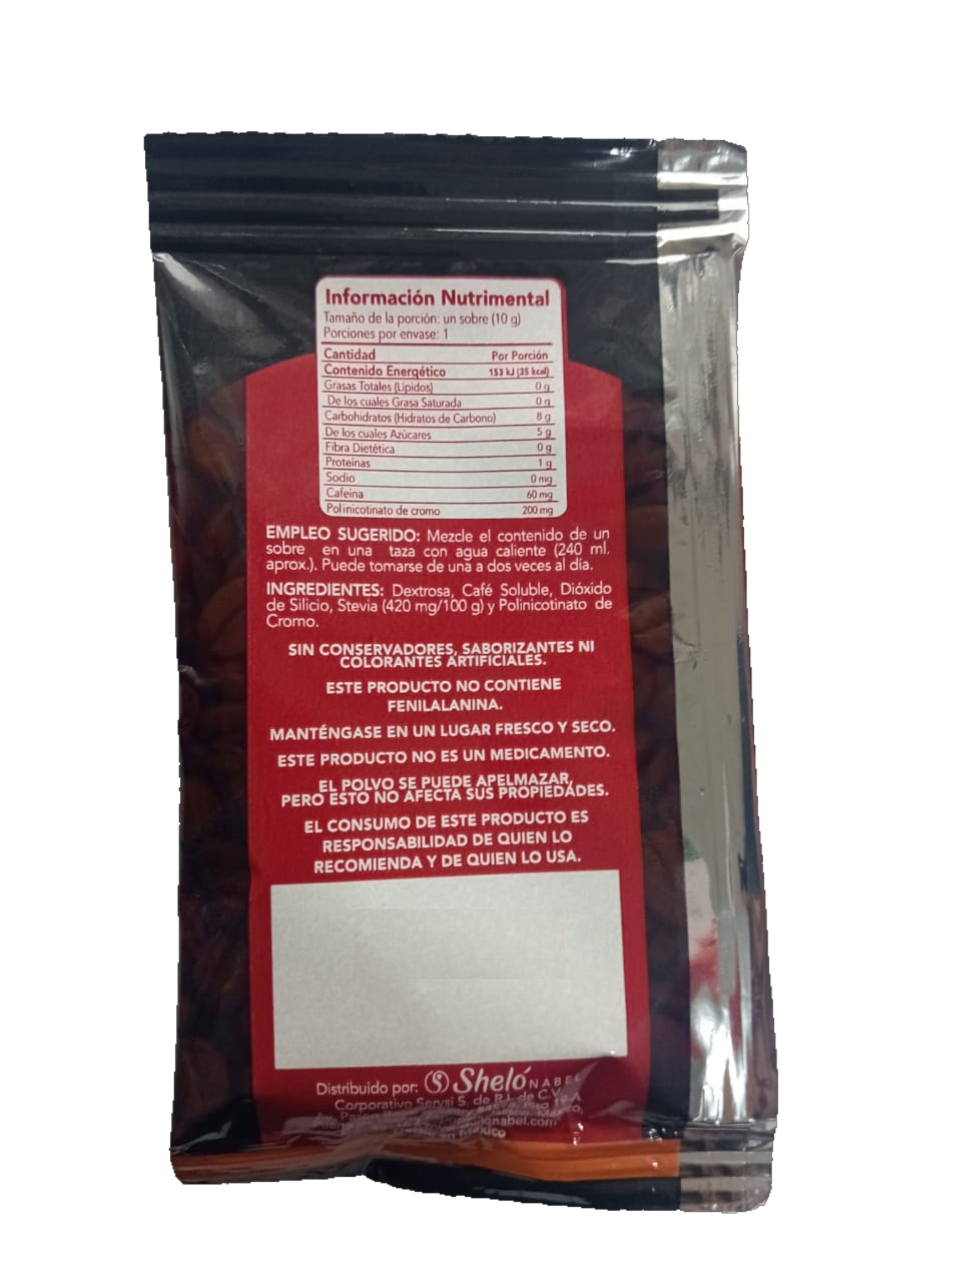 Información Nutrimental
Tamaño de la porción: un sobre (10 g)
Porciones por envase: 1
Cantidad Por Porción
Contenido Energético 153 kJ (35 kcal)
Grasas Totales (Lípidos) 0 g
De los cuales Grasa Saturada 0 g
Carbohidratos (Hidratos de Carbono) 8 g
De los cuales Azúcares 5 g
Fibra Dietética 0 g
Proteínas 1 g
Sodio 0 mg
Cafeína 60 mg
Polinicotinato de cromo 200 mg
EMPLEO SUGERIDO: Mezcle el contenido de un
sobre en una taza con agua caliente (240 ml.
aprox.). Puede tomarse de una a dos veces al día.
INGREDIENTES: Dextrosa, Café Soluble, Dióxido
de Silicio, Stevia (420 mg/100 g) y Polinicotinato de
Cromo.
SIN CONSERVADORES, SABORIZANTES NI
COLORANTES ARTIFICIALES.
ESTE PRODUCTO NO CONTIENE
FENILALANINA.
MANTÉNGASE EN UN LUGAR FRESCO Y SECO.
ESTE PRODUCTO NO ES UN MEDICAMENTO.
EL POLVO SE PUEDE APELMAZAR,
PERO ESTO NO AFECTA SUS PROPIEDADES.
EL CONSUMO DE ESTE PRODUCTO ES
RESPONSABILIDAD DE QUIEN LO
RECOMIENDA Y DE QUIEN LO USA.
Distribuido por: Sheló NABEL
Corporativo Servsi S. de R.L. de C.V.
México